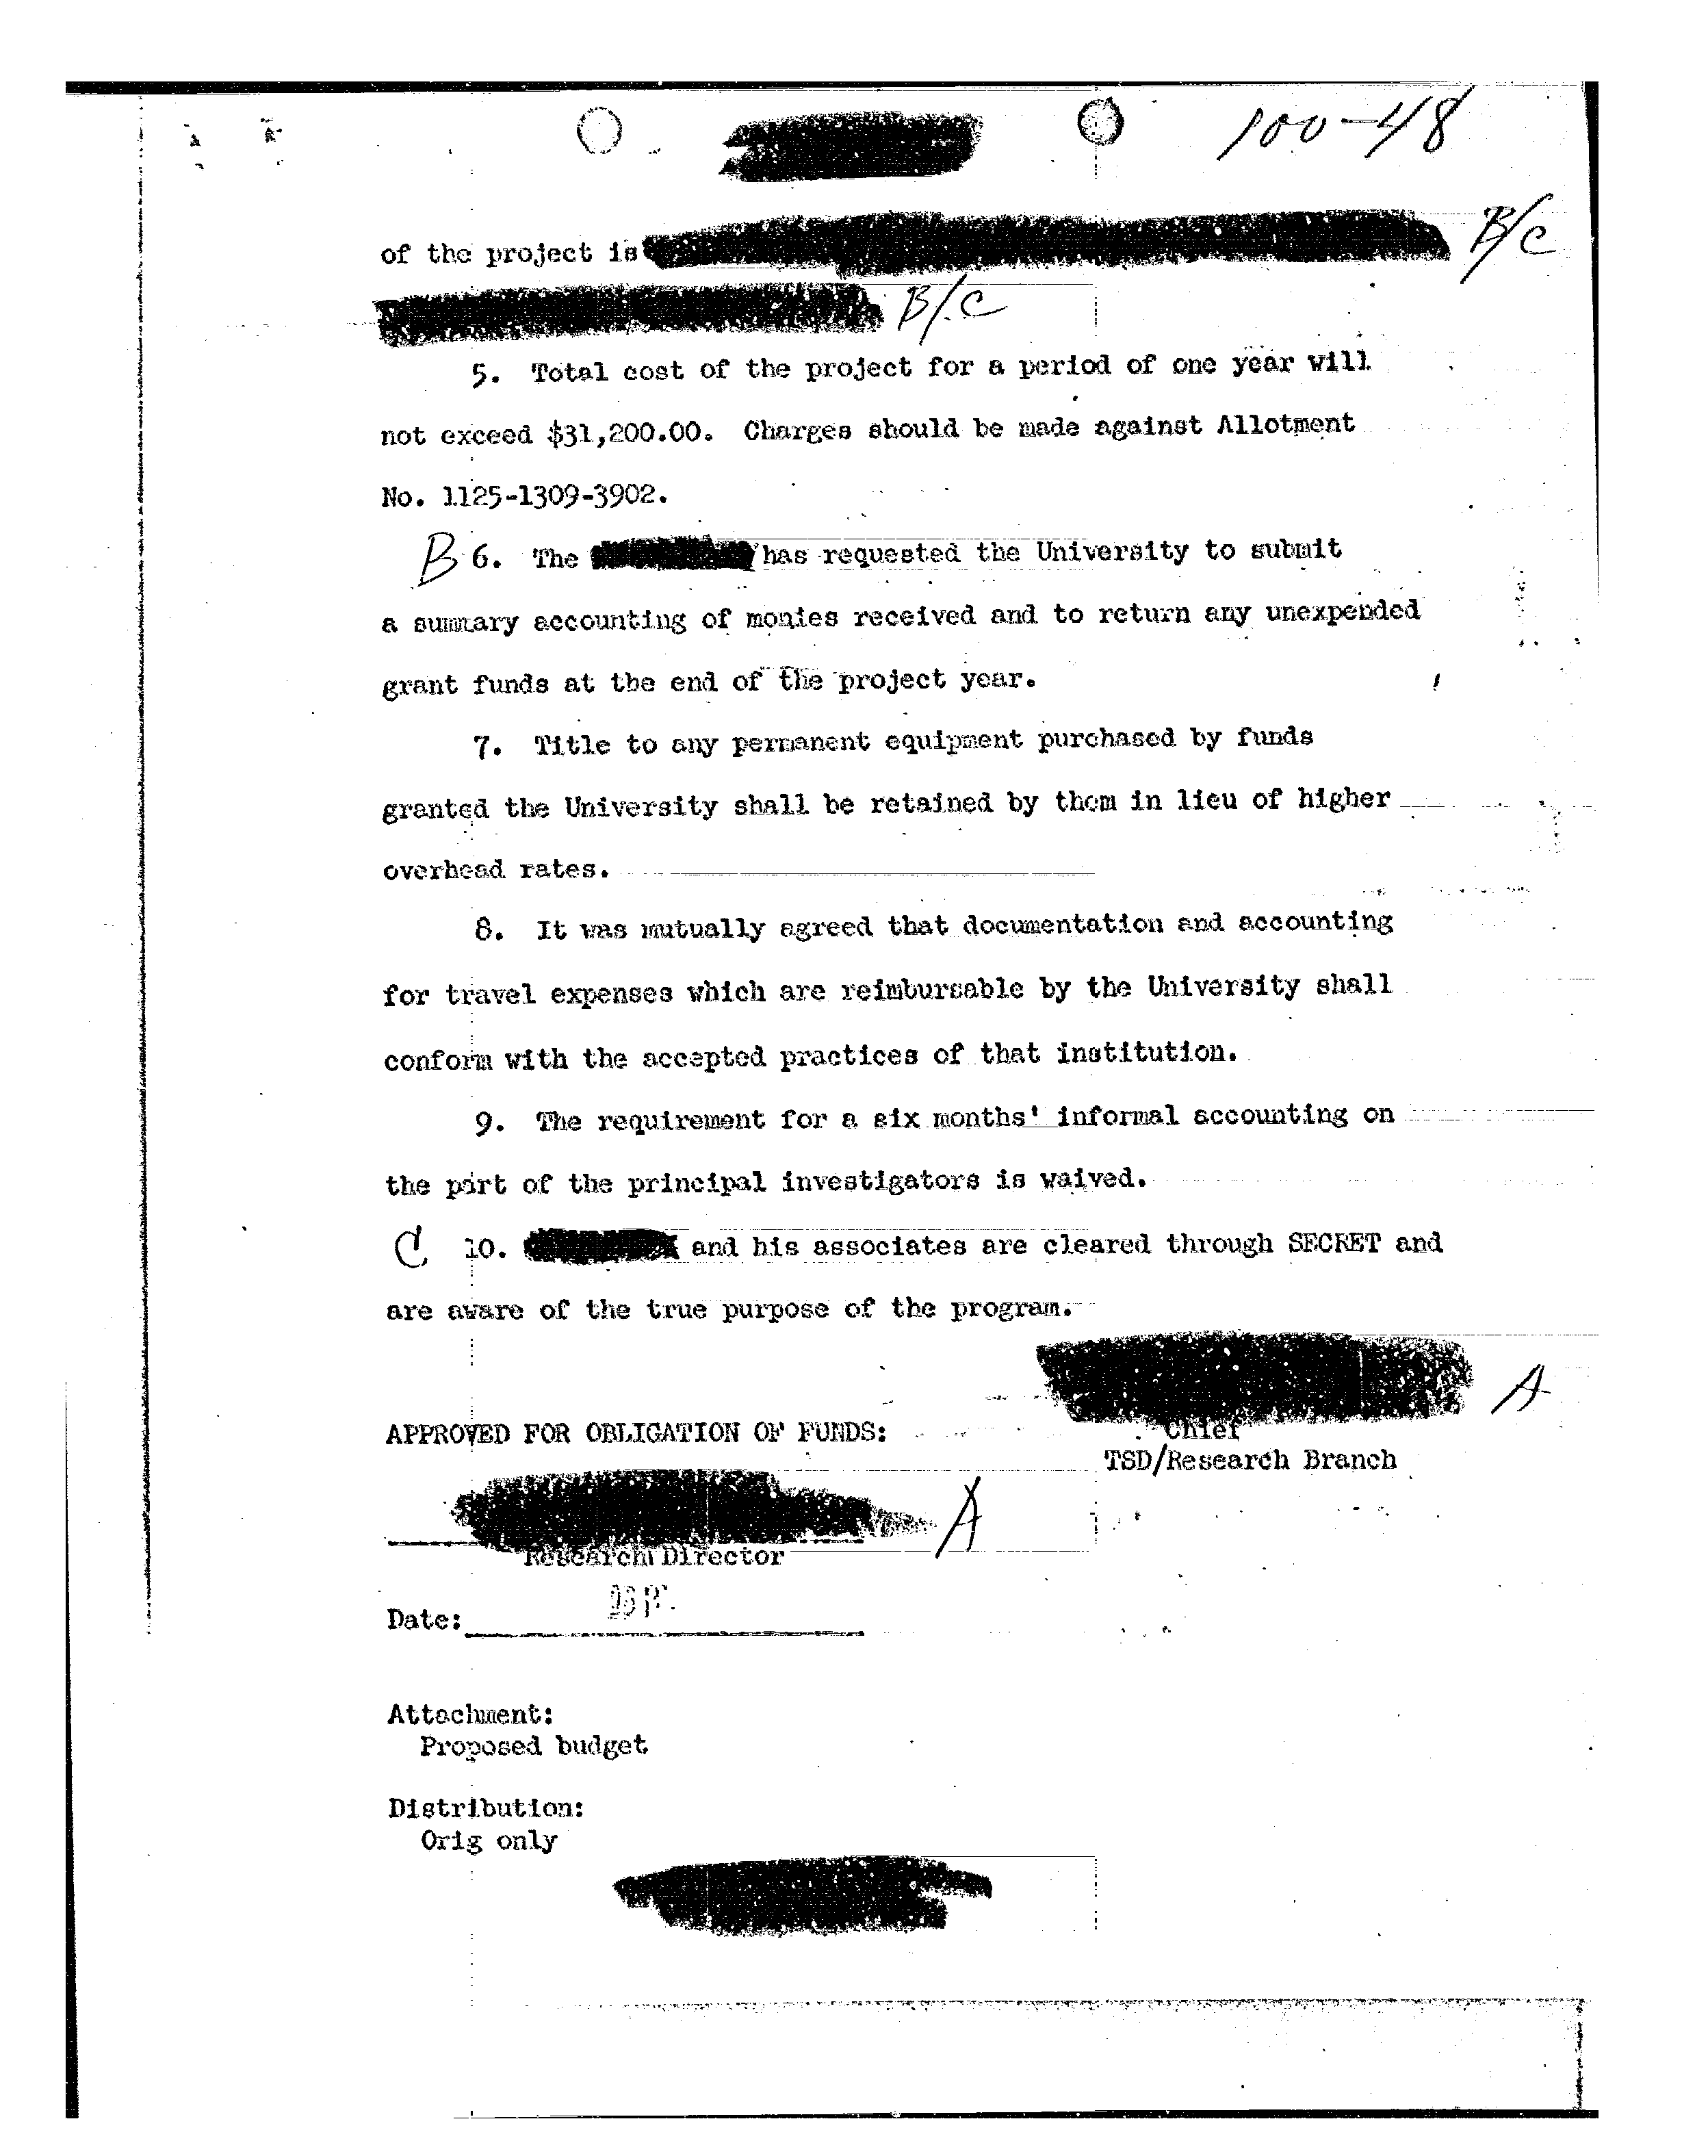 100-48
of the project is B/C
B/C
5. Total cost of the project for a period of one year will
not exceed $31,200.00. Charges should be made against Allotment
No. 1125-1309-3902.
B 6. The has requested the University to submit
a summary accounting of monies received and to return any unexpended
grant funds at the end of the project year.
7. Title to any permanent equipment purchased by funds
granted the University shall be retained by them in lieu of higher
overhead rates.
8. It was mutually agreed that documentation and accounting
for travel expenses which are reimbursable by the University shall
conform with the accepted practices of that institution.
9. The requirement for a six months' informal accounting on
the part of the principal investigators is waived.
C 10. and his associates are cleared through SECRET and
are aware of the true purpose of the program.
A
APPROVED FOR OBLIGATION OF FUNDS:
Chief
TSD/Research Branch
A
Research Director
Date:
Attachment:
Proposed budget
Distribution:
Orig only